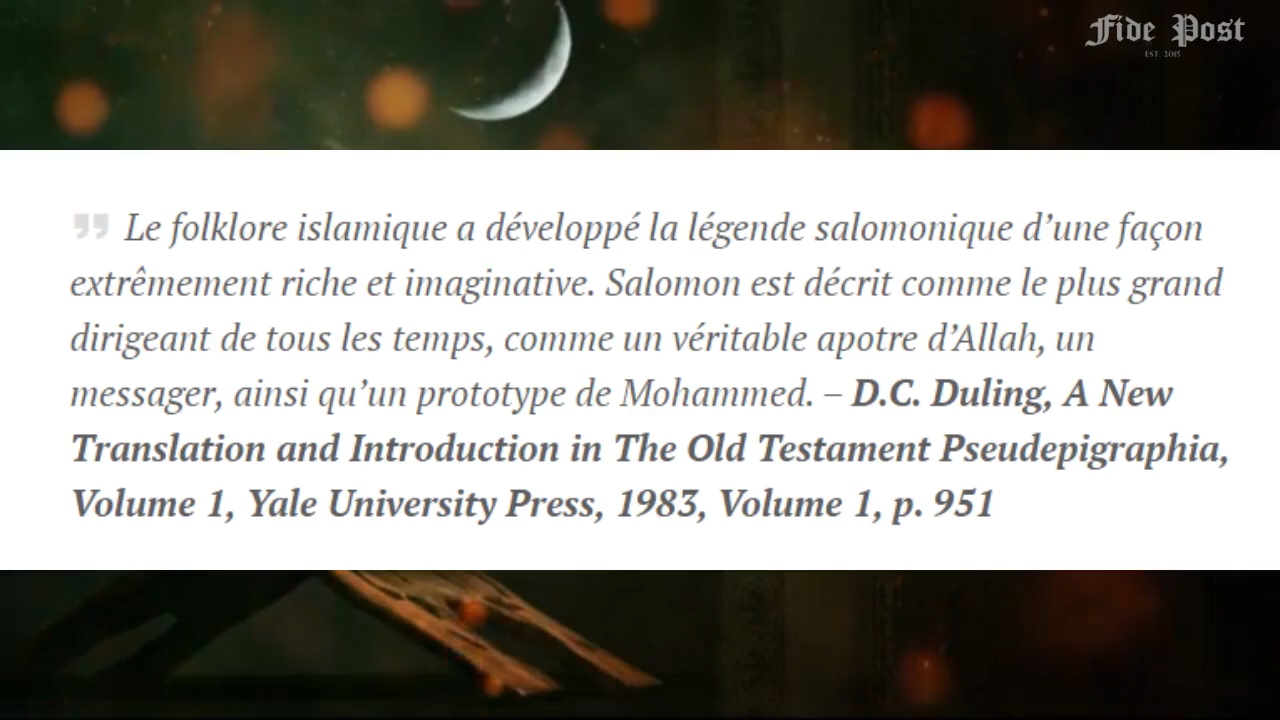 Fide Post
EST. 2015
Le folklore islamique a développé la légende salomonique d’une façon
extrêmement riche et imaginative. Salomon est décrit comme le plus grand
dirigeant de tous les temps, comme un véritable apotre d’Allah, un
messager, ainsi qu’un prototype de Mohammed. – D.C. Duling, A New
Translation and Introduction in The Old Testament Pseudepigraphia,
Volume 1, Yale University Press, 1983, Volume 1, p. 951